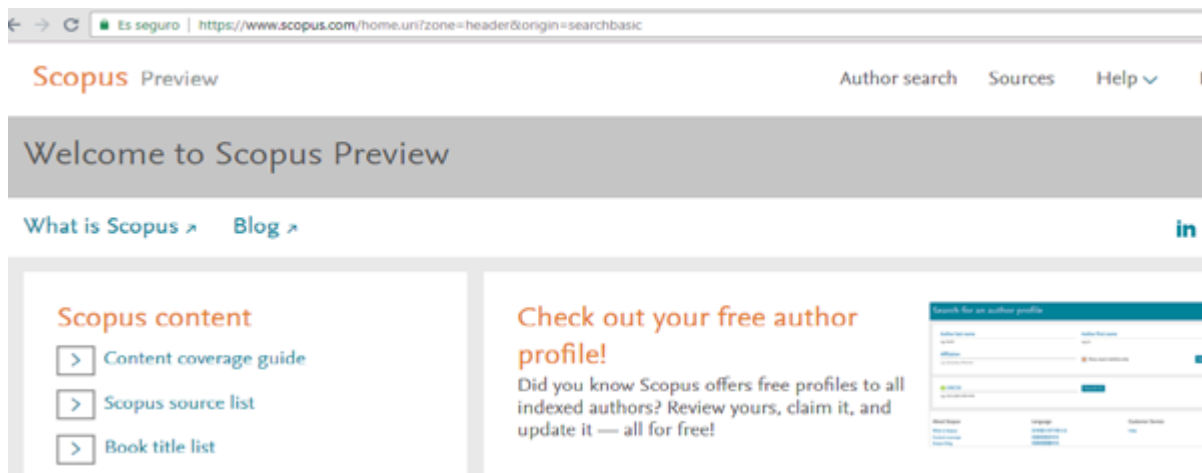 Es seguro | https://www.scopus.com/home.uri?zone=header&origin=searchbasic
Scopus Preview
Author search Sources Help
Welcome to Scopus Preview
What is Scopus Blog
in
Scopus content
Content coverage guide
Scopus source list
Book title list
Check out your free author
profile!
Did you know Scopus offers free profiles to all
indexed authors? Review yours, claim it, and
update it — all for free!
Search for an author profile